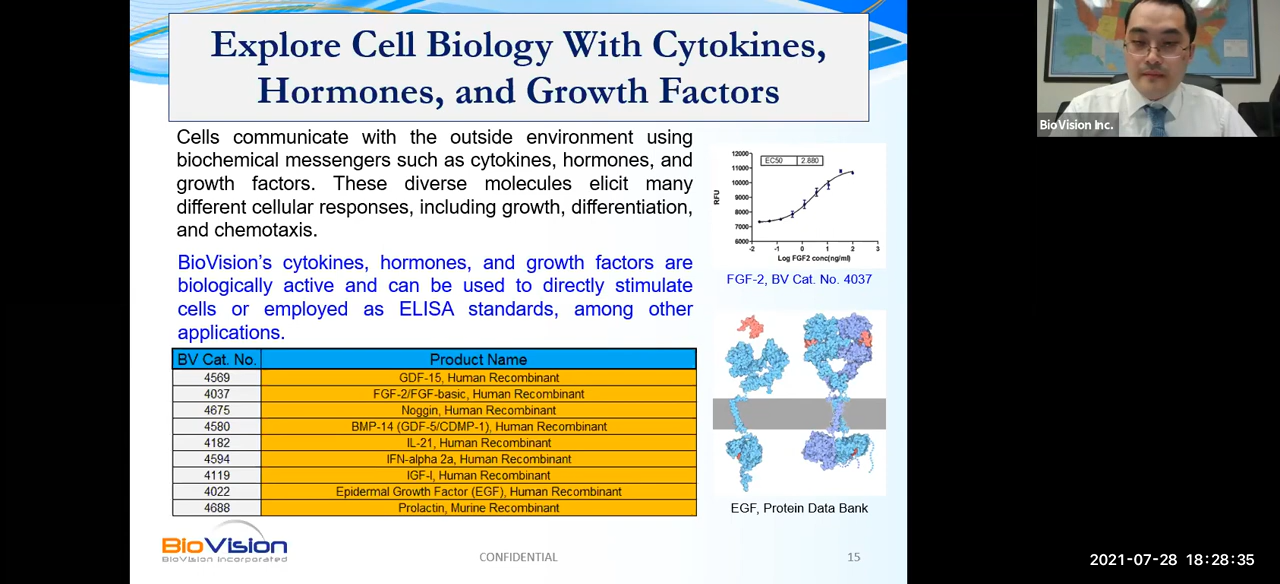 Explore Cell Biology With Cytokines,
Hormones, and Growth Factors
Cells communicate with the outside environment using
biochemical messengers such as cytokines, hormones, and
growth factors. These diverse molecules elicit many
different cellular responses, including growth, differentiation,
and chemotaxis.
BioVision's cytokines, hormones, and growth factors are
biologically active and can be used to directly stimulate
cells or employed as ELISA standards, among other
applications.
BV Cat. No. Product Name
4569 GDF-15, Human Recombinant
4037 FGF-2/FGF-basic, Human Recombinant
4675 Noggin, Human Recombinant
4580 BMP-14 (GDF-5/CDMP-1), Human Recombinant
4182 IL-21, Human Recombinant
4594 IFN-alpha 2a, Human Recombinant
4119 IGF-I, Human Recombinant
4022 Epidermal Growth Factor (EGF), Human Recombinant
4688 Prolactin, Murine Recombinant
EC50 2.880
RFU
12000
11000
10000
9000
8000
7000
6000
-2 -1 0 1 2 3
Log FGF2 conc(ng/ml)
FGF-2, BV Cat. No. 4037
EGF, Protein Data Bank
BioVision
BioVision Incorporated
CONFIDENTIAL
15
BioVision Inc.
2021-07-28 18:28:35